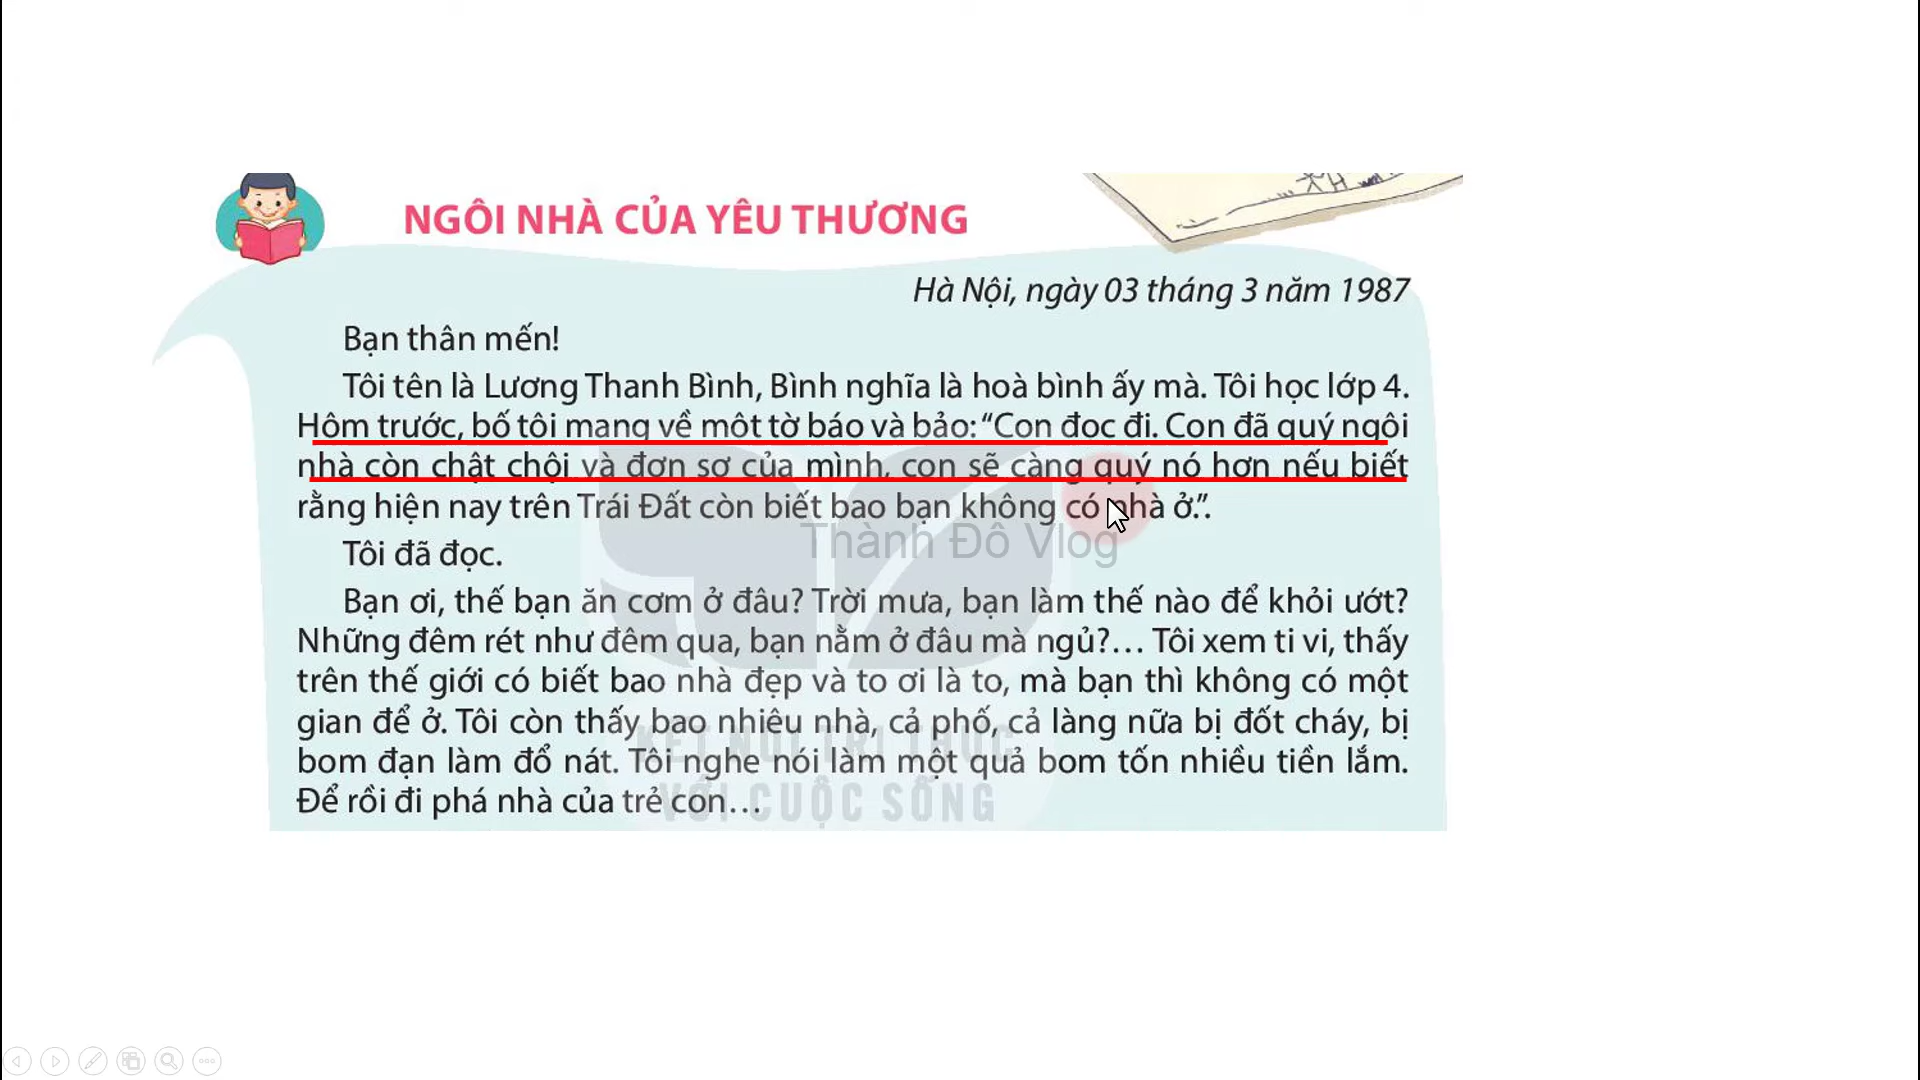 NGÔI NHÀ CỦA YÊU THƯƠNG
Hà Nội, ngày 03 tháng 3 năm 1987
Bạn thân mến!
Tôi tên là Lương Thanh Bình, Bình nghĩa là hoà bình ấy mà. Tôi học lớp 4.
Hôm trước, bố tôi mang về một tờ báo và bảo: “Con đọc đi. Con đã quý ngôi
nhà còn chật chội và đơn sơ của mình, con sẽ càng quý nó hơn nếu biết
rằng hiện nay trên Trái Đất còn biết bao bạn không có nhà ở.”.
Thành Đô Vlog
Tôi đã đọc.
Bạn ơi, thế bạn ăn cơm ở đâu? Trời mưa, bạn làm thế nào để khỏi ướt?
Những đêm rét như đêm qua, bạn nằm ở đâu mà ngủ?… Tôi xem ti vi, thấy
trên thế giới có biết bao nhà đẹp và to ơi là to, mà bạn thì không có một
gian để ở. Tôi còn thấy bao nhiêu nhà, cả phố, cả làng nữa bị đốt cháy, bị
bom đạn làm đổ nát. Tôi nghe nói làm một quả bom tốn nhiều tiền lắm.
Để rồi đi phá nhà của trẻ con…
KẾT NỐI TRI THỨC
VỚI CUỘC SỐNG